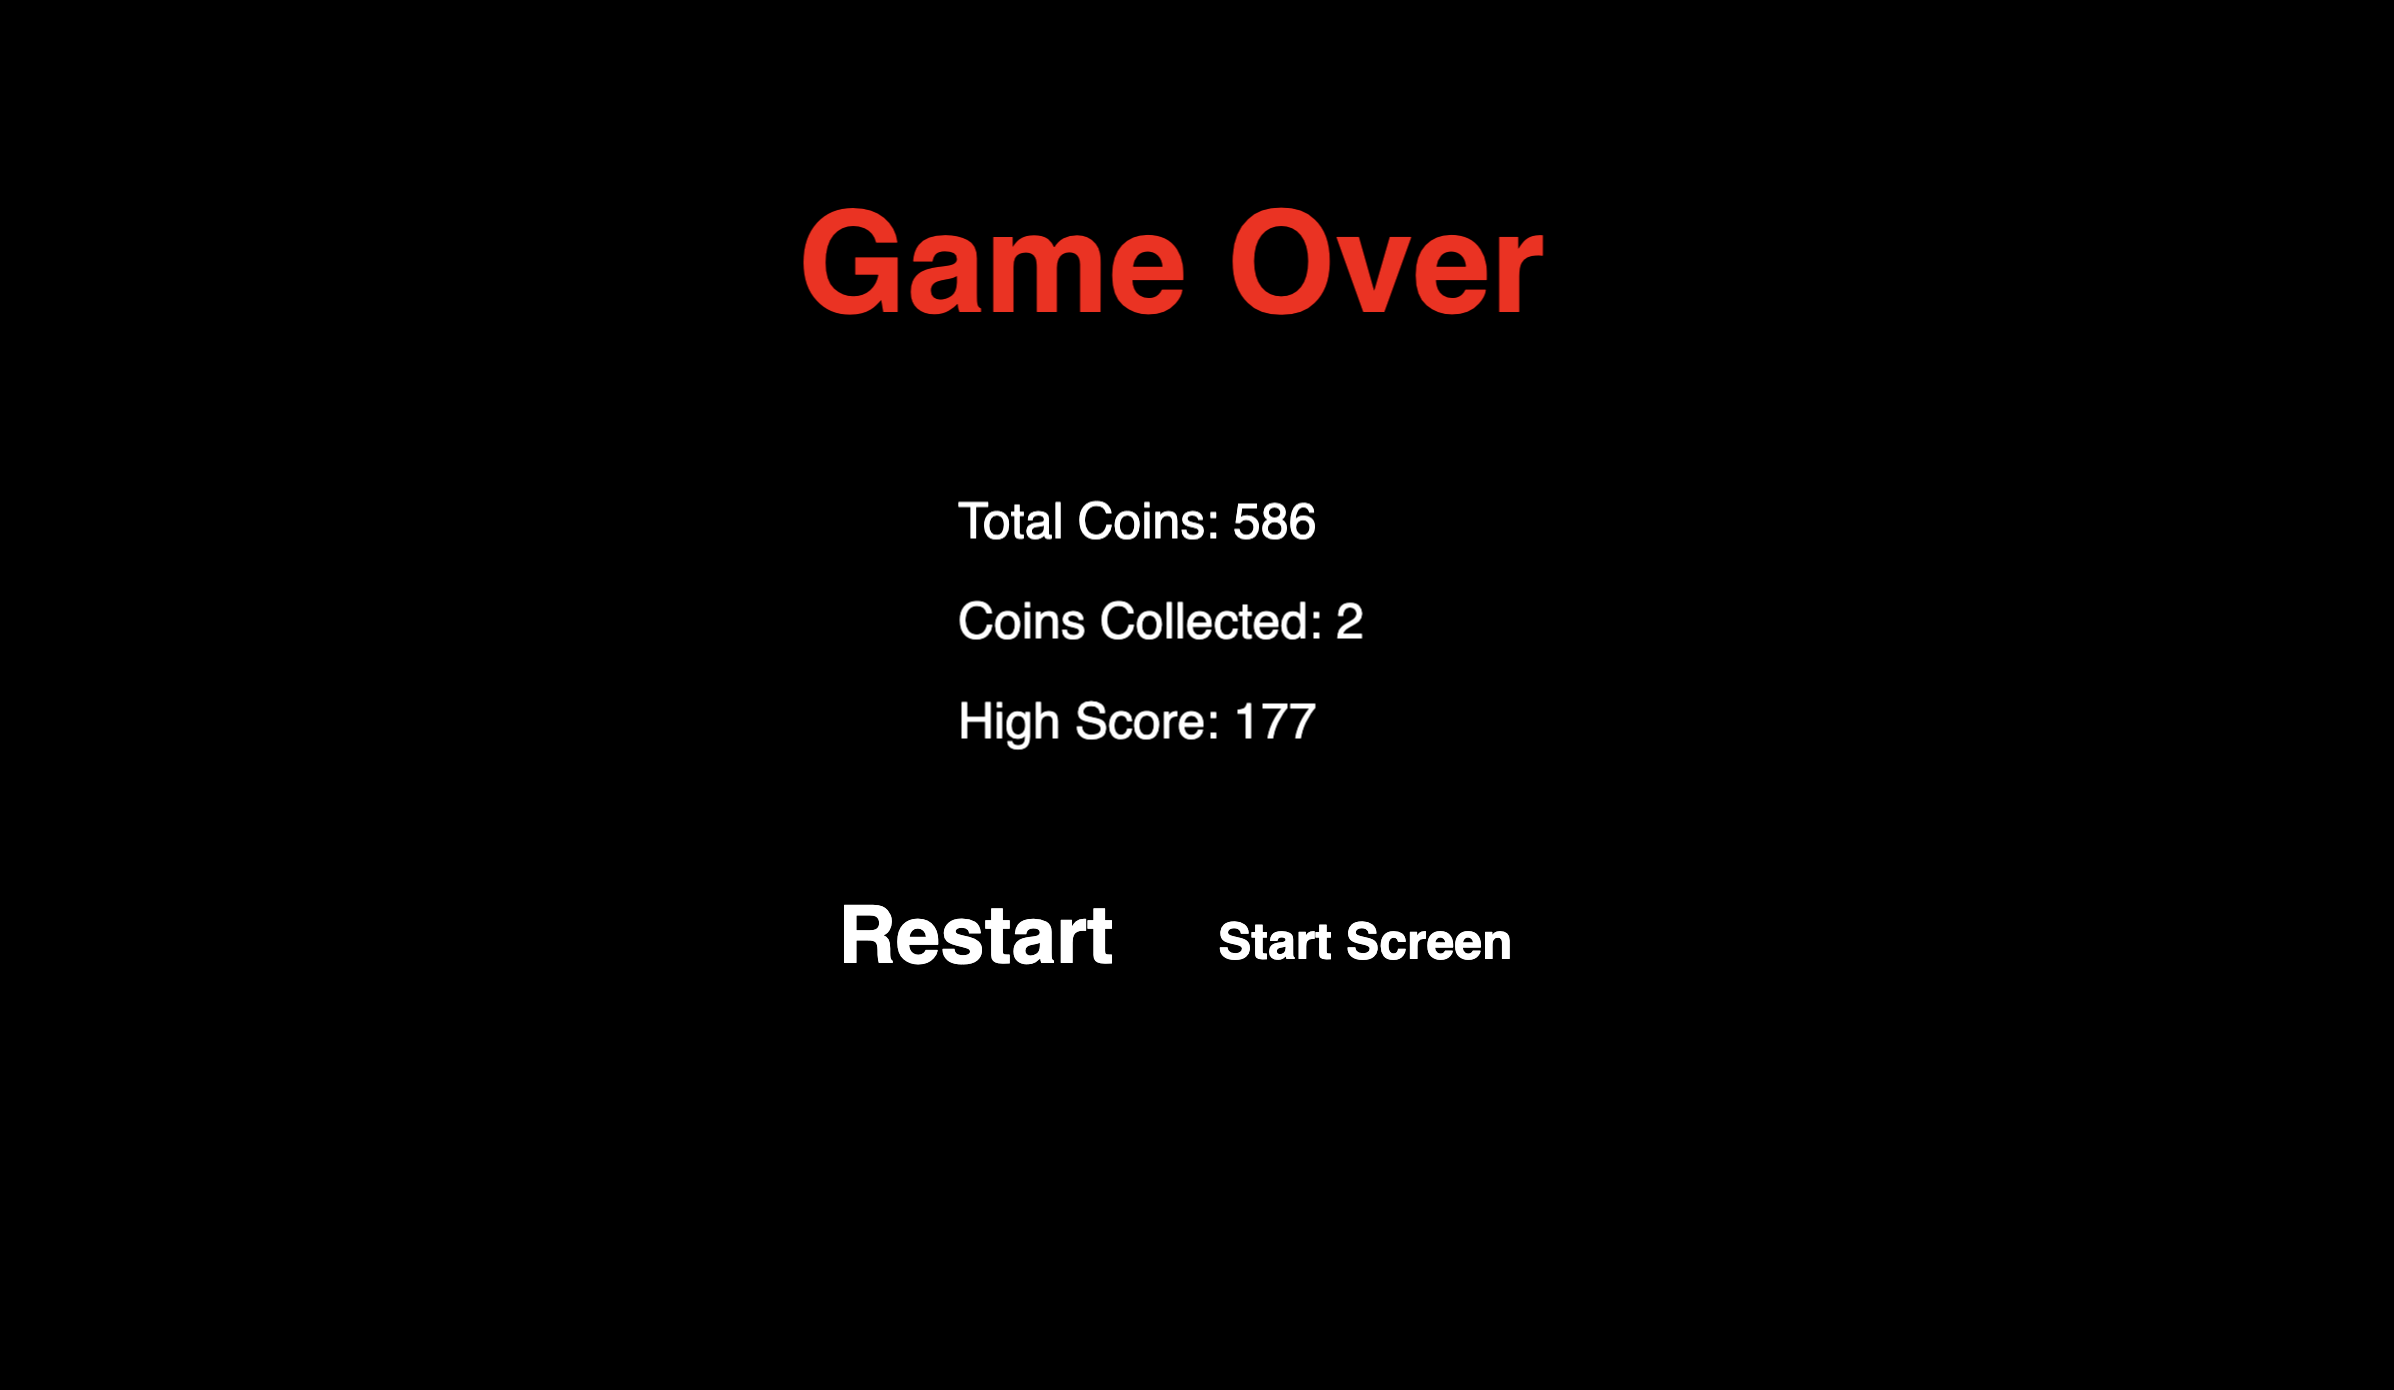 Game Over
Total Coins: 586
Coins Collected: 2
High Score: 177
Restart
Start Screen